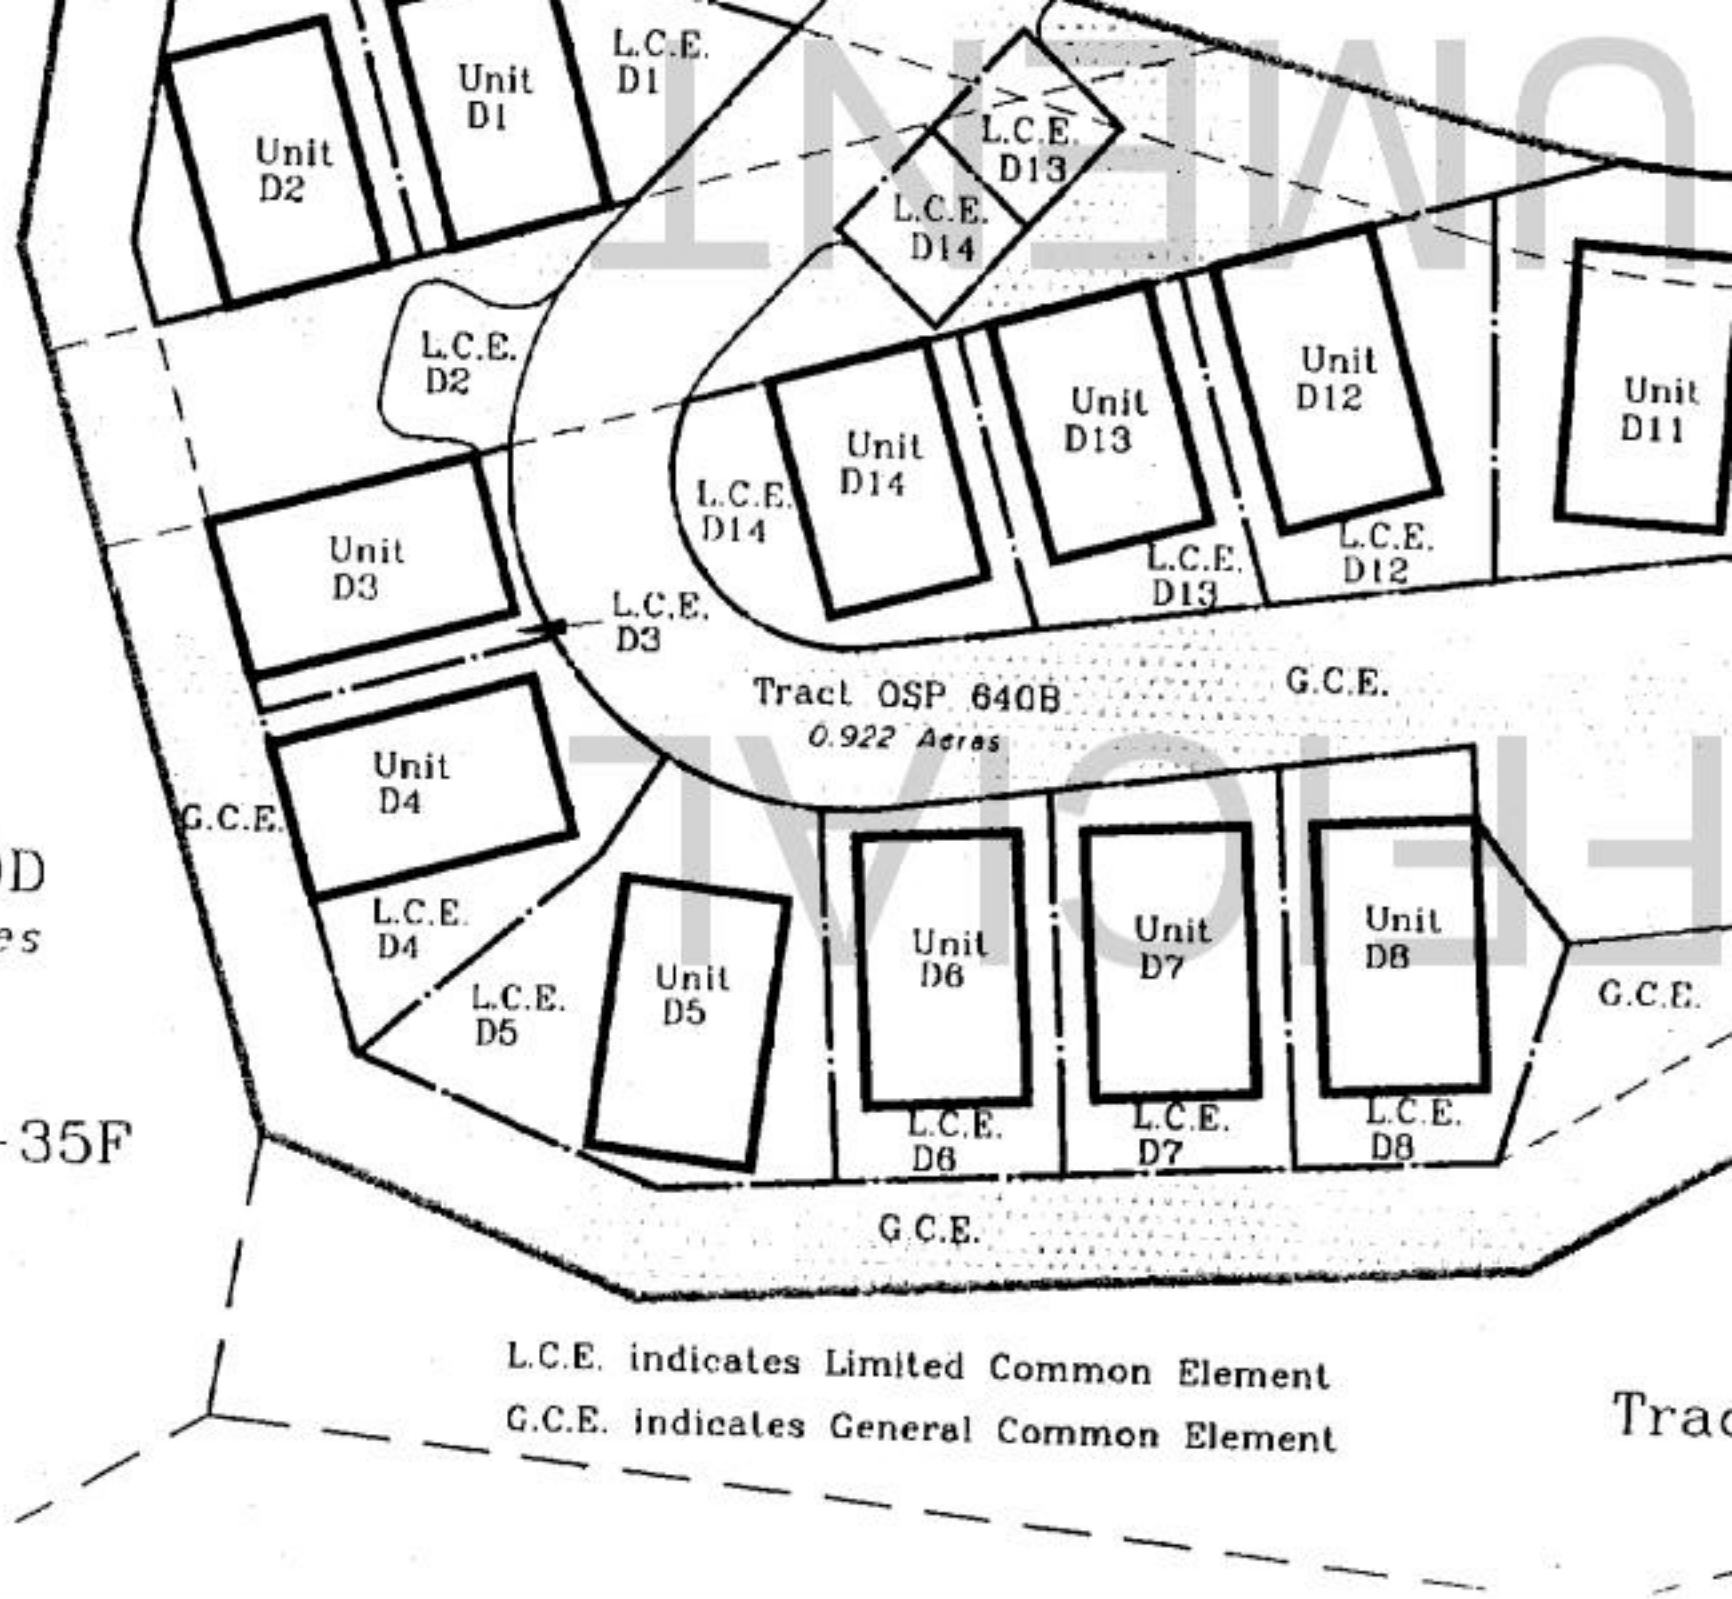 L.C.E.
D1
Unit
D1
Unit
D2
L.C.E.
D13
L.C.E.
D14
L.C.E.
D2
Unit
D12
Unit
D13
Unit
D11
Unit
D14
L.C.E.
D14
Unit
D3
L.C.E.
D12
L.C.E.
D13
L.C.E.
D3
Tract OSP 640B
0.922 Acres
G.C.E.
Unit
D4
G.C.E.
L.C.E.
D4
Unit
D5
L.C.E.
D5
Unit
D6
Unit
D7
Unit
D8
G.C.E.
L.C.E.
D6
L.C.E.
D7
L.C.E.
D8
-35F
G.C.E.
L.C.E. indicates Limited Common Element
G.C.E. indicates General Common Element
UMENT
FICIAL